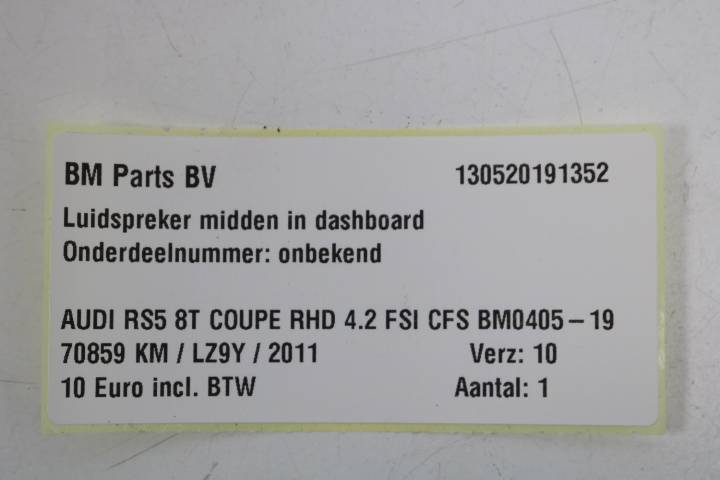 BM Parts BV 130520191352
Luidspreker midden in dashboard
Onderdeelnummer: onbekend
AUDI RS5 8T COUPE RHD 4.2 FSI CFS BM0405-19
70859 KM / LZ9Y / 2011 Verz: 10
10 Euro incl. BTW Aantal: 1